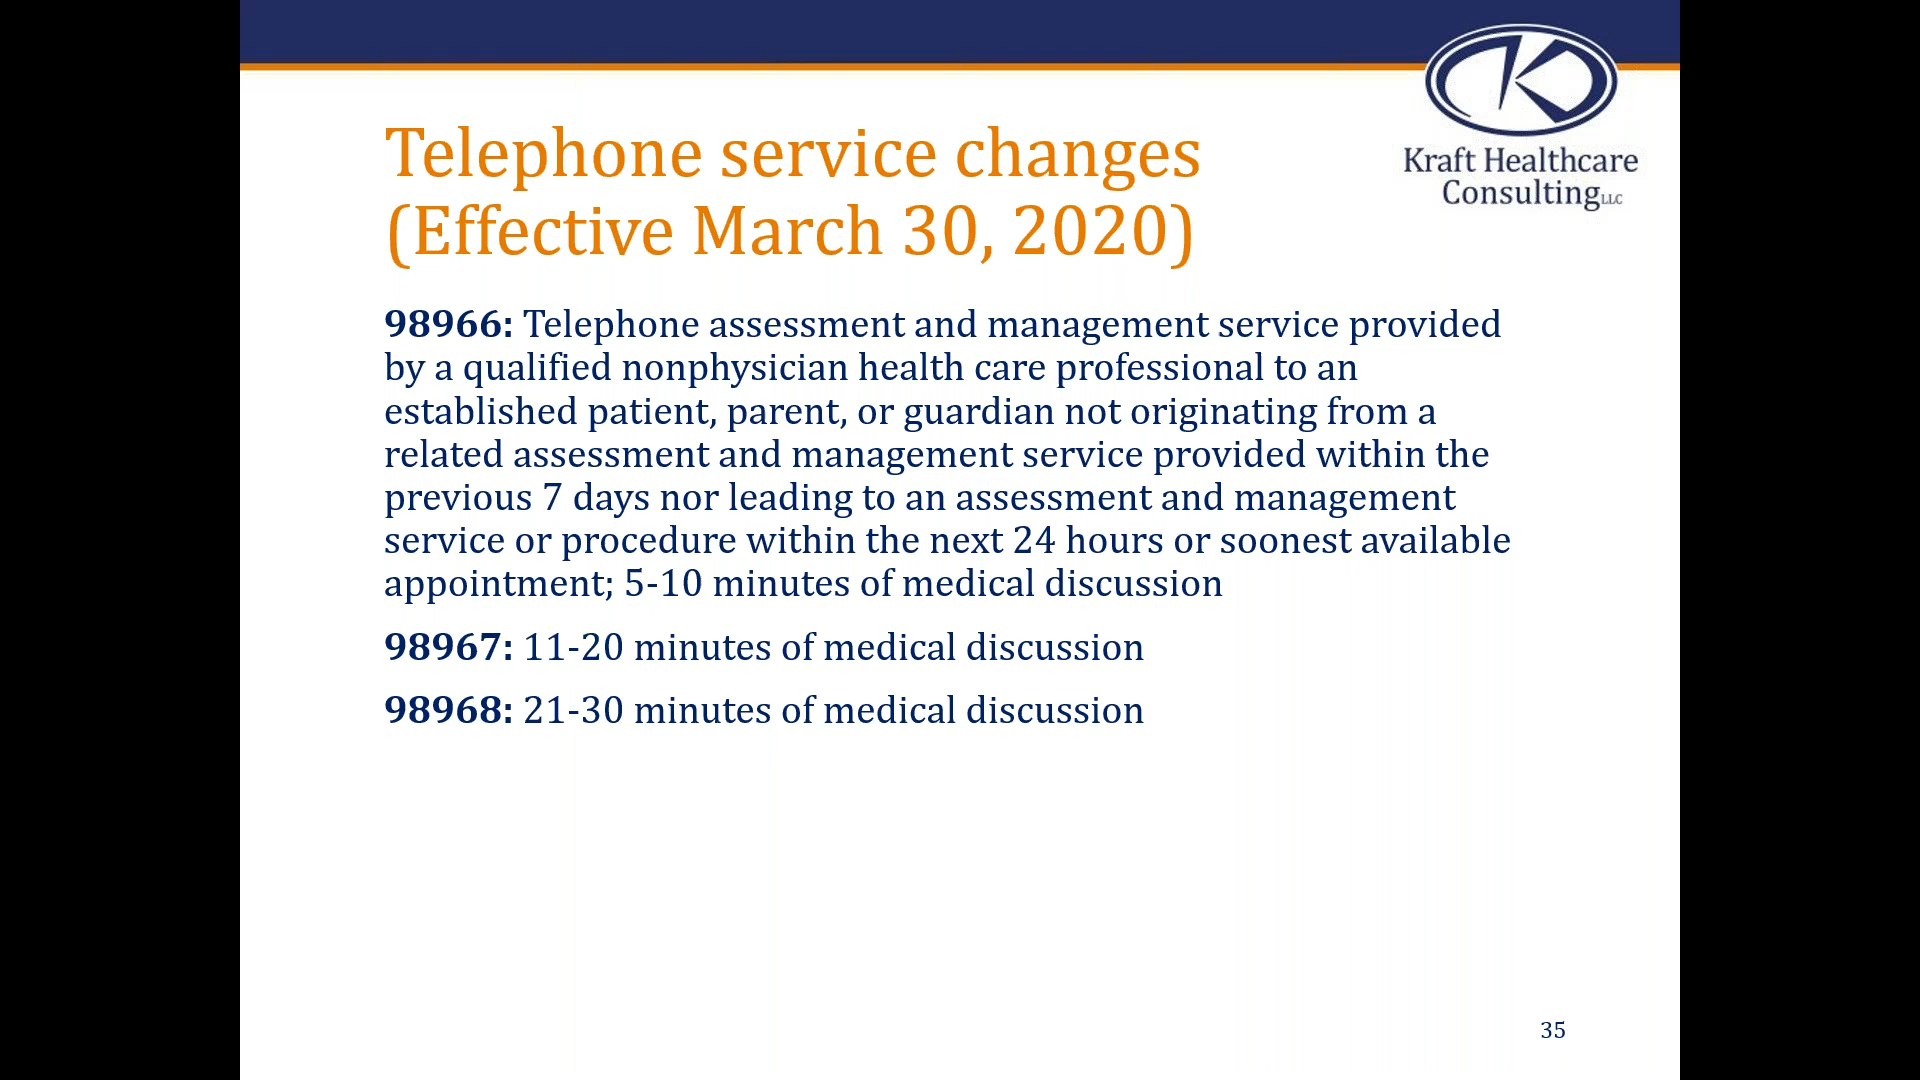 Telephone service changes
(Effective March 30, 2020)
Kraft Healthcare
Consulting LLC
98966: Telephone assessment and management service provided
by a qualified nonphysician health care professional to an
established patient, parent, or guardian not originating from a
related assessment and management service provided within the
previous 7 days nor leading to an assessment and management
service or procedure within the next 24 hours or soonest available
appointment; 5-10 minutes of medical discussion
98967: 11-20 minutes of medical discussion
98968: 21-30 minutes of medical discussion
35